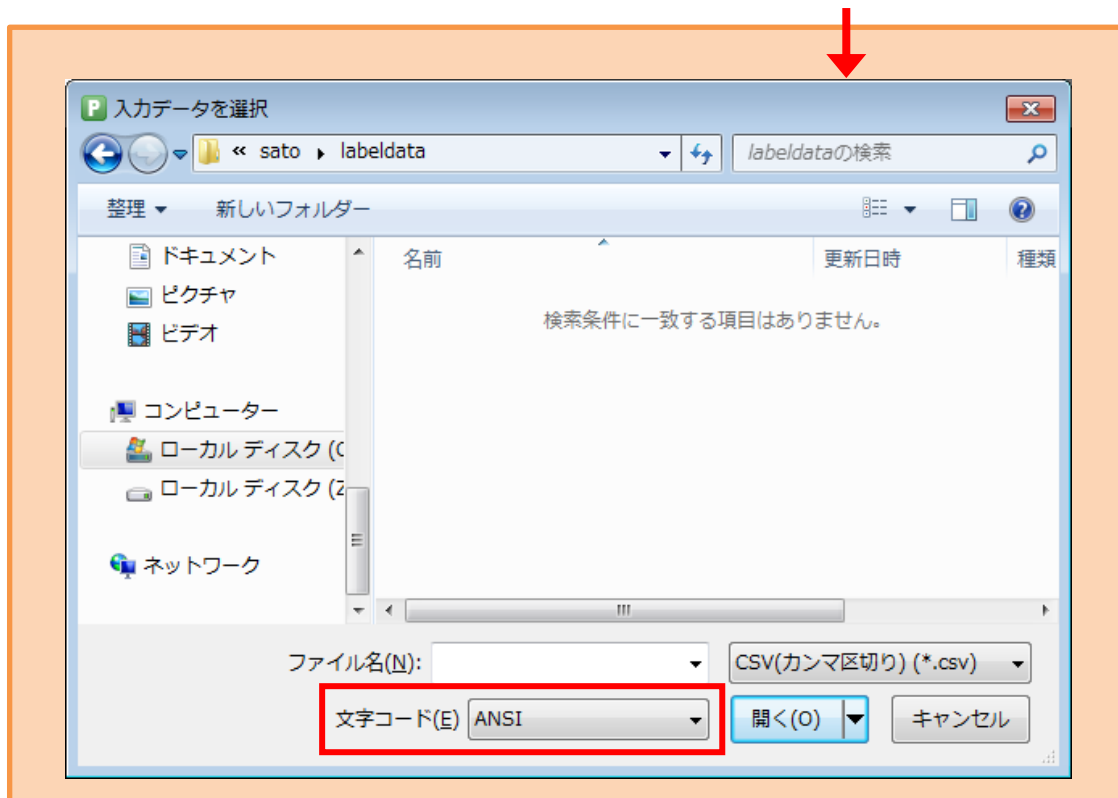 入力データを選択
« sato ▸ labeldata
labeldataの検索
整理 ▼ 新しいフォルダー
名前 更新日時 種類
ドキュメント
ピクチャ
検索条件に一致する項目はありません。
ビデオ
コンピューター
ローカル ディスク (C
ローカル ディスク (Z
ネットワーク
ファイル名(N):
CSV(カンマ区切り) (*.csv)
文字コード(E) ANSI
開く(O) キャンセル